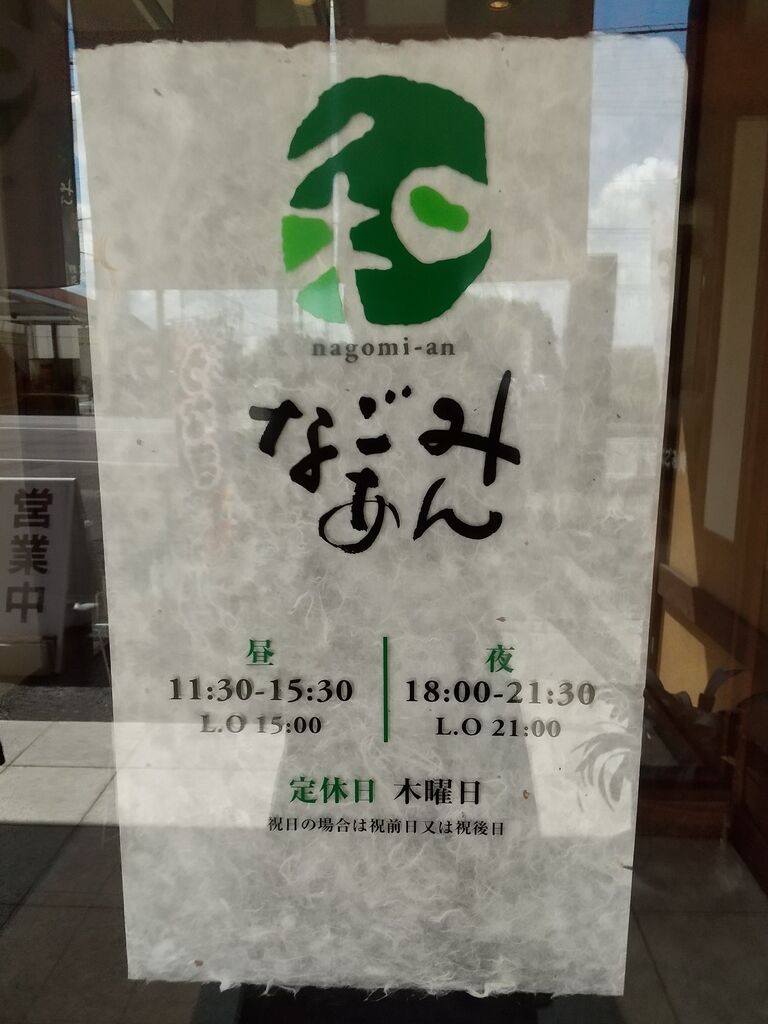 和
nagomi-an
なごみ
あん
営業中
昼
11:30-15:30
L.O 15:00
夜
18:00-21:30
L.O 21:00
定休日 木曜日
祝日の場合は祝前日又は祝後日